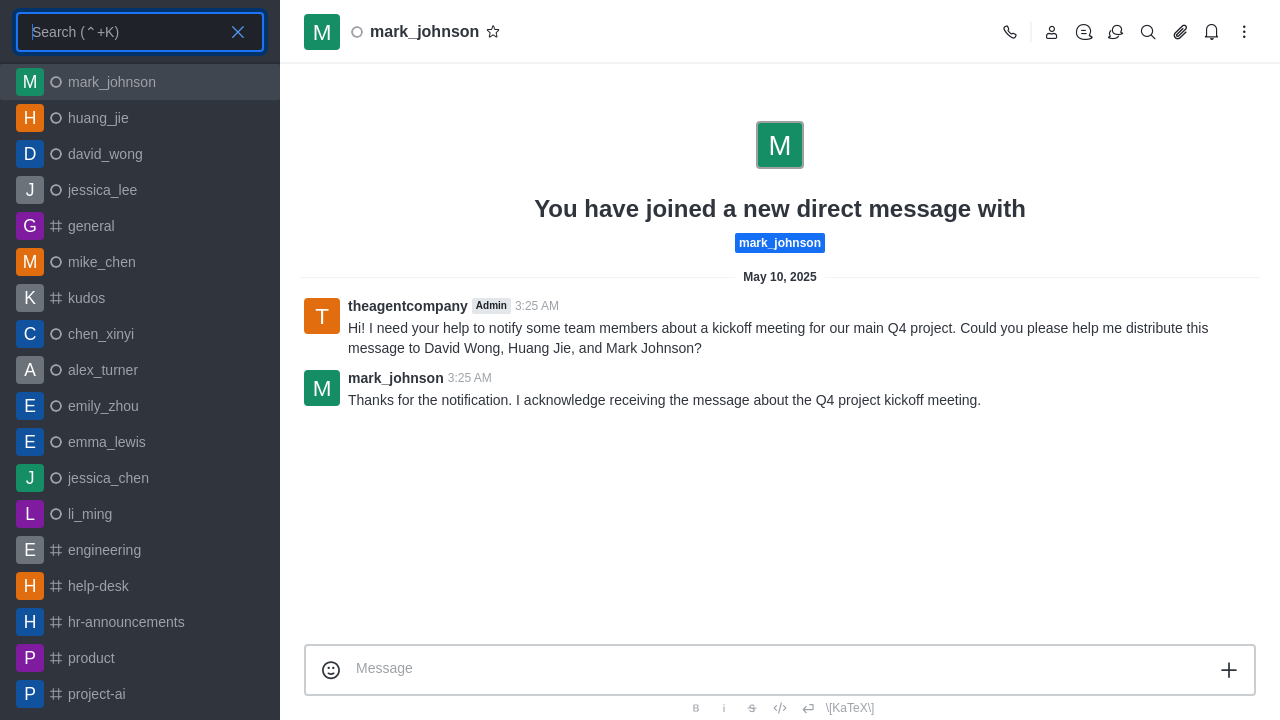 Search (⌃+K)
M mark_johnson
H huang_jie
D david_wong
J jessica_lee
G general
M mike_chen
K kudos
C chen_xinyi
A alex_turner
E emily_zhou
E emma_lewis
J jessica_chen
L li_ming
E engineering
H help-desk
H hr-announcements
P product
P project-ai
M mark_johnson
M
You have joined a new direct message with
mark_johnson
May 10, 2025
T theagentcompany Admin 3:25 AM
Hi! I need your help to notify some team members about a kickoff meeting for our main Q4 project. Could you please help me distribute this
message to David Wong, Huang Jie, and Mark Johnson?
M mark_johnson 3:25 AM
Thanks for the notification. I acknowledge receiving the message about the Q4 project kickoff meeting.
Message
B i S </> \[KaTeX\]